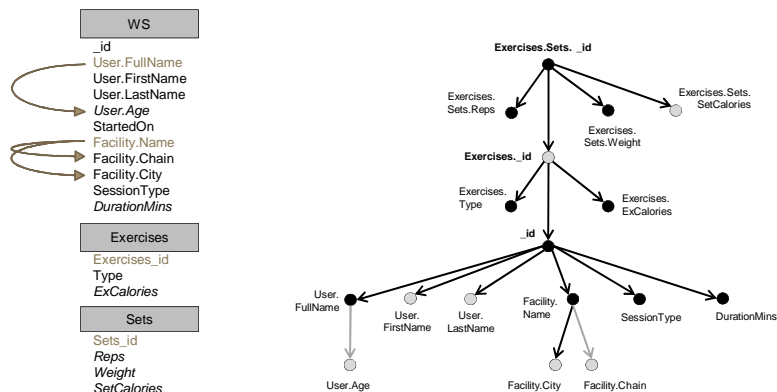 WS
_id
User.FullName
User.FirstName
User.LastName
User.Age
StartedOn
Facility.Name
Facility.Chain
Facility.City
SessionType
DurationMins
Exercises
Exercises_id
Type
ExCalories
Sets
Sets_id
Reps
Weight
SetCalories
Exercises.Sets. _id
Exercises.
Sets.Reps
Exercises.
Sets.Weight
Exercises.Sets.
SetCalories
Exercises._id
Exercises.
Type
Exercises.
ExCalories
_id
User.
FullName
User.
FirstName
User.
LastName
Facility.
Name
SessionType
DurationMins
User.Age
Facility.City
Facility.Chain